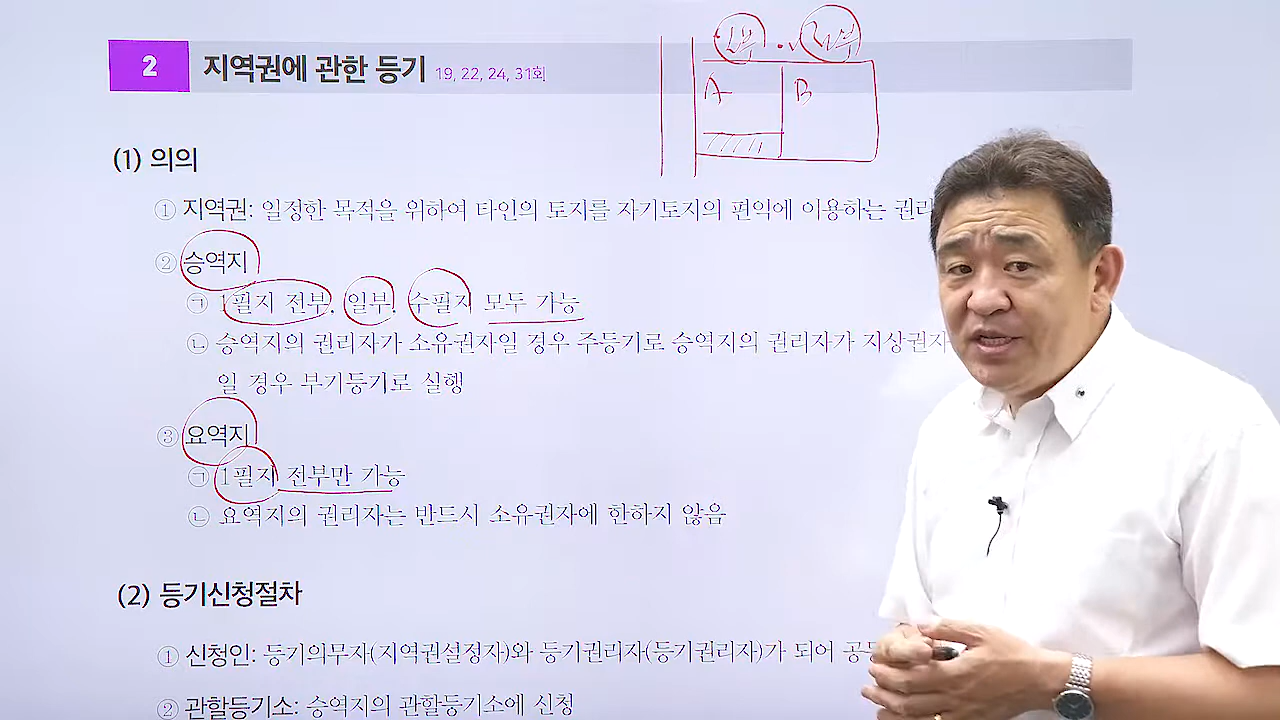 일부 전부
2 지역권에 관한 등기 19, 22, 24, 31회
A B
(1) 의의
① 지역권: 일정한 목적을 위하여 타인의 토지를 자기토지의 편익에 이용하는
② 승역지
㉠ 1필지 전부, 일부, 수필지 모두 가능
㉡ 승역지의 권리자가 소유권자일 경우 주등기로 승역지의 권리자가 지상권자
일 경우 부기등기로 실행
③ 요역지
㉠ 1필지 전부만 가능
㉡ 요역지의 권리자는 반드시 소유권자에 한하지 않음
(2) 등기신청절차
① 신청인: 등기의무자(지역권설정자)와 등기권리자(등기권리자)가 되어
② 관할등기소: 승역지의 관할등기소에 신청